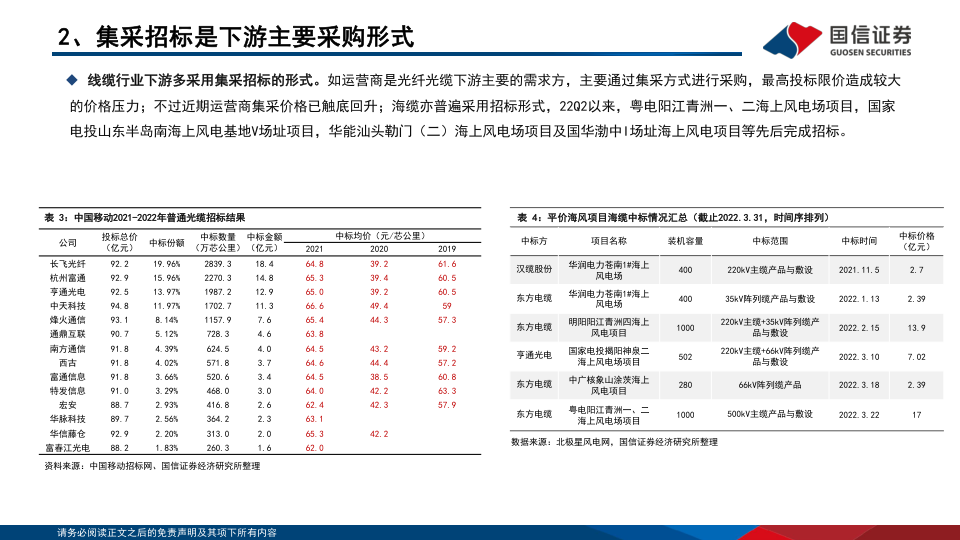 2、集采招标是下游主要采购形式
国信证券
GUOSEN SECURITIES
◆ 线缆行业下游多采用集采招标的形式。如运营商是光纤光缆下游主要的需求方，主要通过集采方式进行采购，最高投标限价造成较大
的价格压力；不过近期运营商集采价格已触底回升；海缆亦普遍采用招标形式，22Q2以来，粤电阳江青洲一、二海上风电场项目，国家
电投山东半岛南海上风电基地V场址项目，华能汕头勒门（二）海上风电场项目及国华渤中I场址海上风电项目等先后完成招标。
表 3：中国移动2021-2022年普通光缆招标结果
公司 投标总价（亿元） 中标份额 中标数量（万芯公里） 中标金额（亿元） 中标均价（元/芯公里）
2021 2020 2019
长飞光纤 92.2 19.96% 2839.3 18.4 64.8 39.2 61.6
杭州富通 92.9 15.96% 2270.3 14.8 65.3 39.4 60.5
亨通光电 92.5 13.97% 1987.2 12.9 65.0 39.2 60.5
中天科技 94.8 11.97% 1702.7 11.3 66.6 49.4 59
烽火通信 93.1 8.14% 1157.9 7.6 65.4 44.3 57.3
通鼎互联 90.7 5.12% 728.3 4.6 63.8
南方通信 91.8 4.39% 624.5 4.0 64.5 43.2 59.2
西古 91.8 4.02% 571.8 3.7 64.6 44.4 57.2
富通信息 91.8 3.66% 520.6 3.4 64.5 38.5 60.8
特发信息 91.0 3.29% 468.0 3.0 64.0 42.2 63.3
宏安 88.7 2.93% 416.8 2.6 62.4 42.3 57.9
华脉科技 89.7 2.56% 364.2 2.3 63.1
华信藤仓 92.9 2.20% 313.0 2.0 65.3 42.2
富春江光电 88.2 1.83% 260.3 1.6 62.0
资料来源：中国移动招标网、国信证券经济研究所整理
表 4：平价海风项目海缆中标情况汇总（截止2022.3.31，时间序排列）
中标方 项目名称 装机容量 中标范围 中标时间 中标价格（亿元）
汉缆股份 华润电力苍南1#海上风电场 400 220kV主缆产品与敷设 2021.11.5 2.7
东方电缆 华润电力苍南1#海上风电场 400 35kV阵列缆产品与敷设 2022.1.13 2.39
东方电缆 明阳阳江青洲四海上风电项目 1000 220kV主缆+35kV阵列缆产品与敷设 2022.2.15 13.9
亨通光电 国家电投揭阳神泉二海上风电场项目 502 220kV主缆+66kV阵列缆产品与敷设 2022.3.10 7.02
东方电缆 中广核象山涂茨海上风电项目 280 66kV阵列缆产品 2022.3.18 2.39
东方电缆 粤电阳江青洲一、二海上风电场项目 1000 500kV主缆产品与敷设 2022.3.22 17
数据来源：北极星风电网，国信证券经济研究所整理
请务必阅读正文之后的免责声明及其项下所有内容